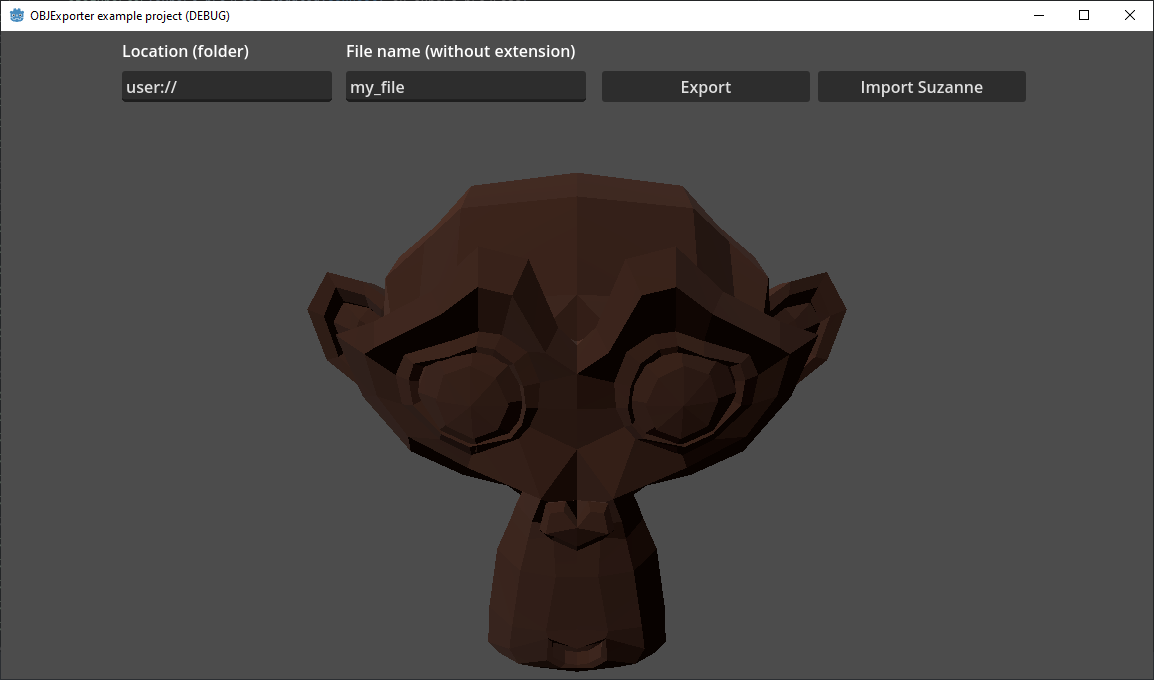 OBJExporter example project (DEBUG)
Location (folder)
File name (without extension)
user://
my_file
Export
Import Suzanne